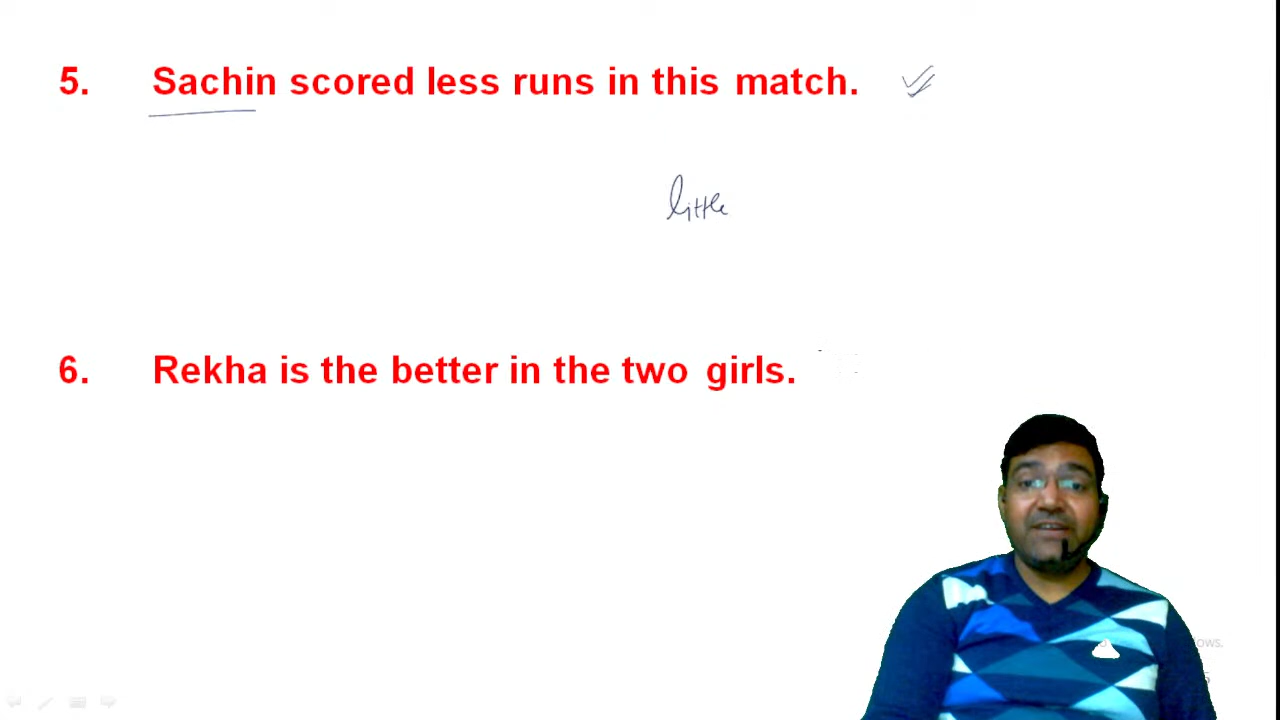 5. Sachin scored less runs in this match.
little
6. Rekha is the better in the two girls.